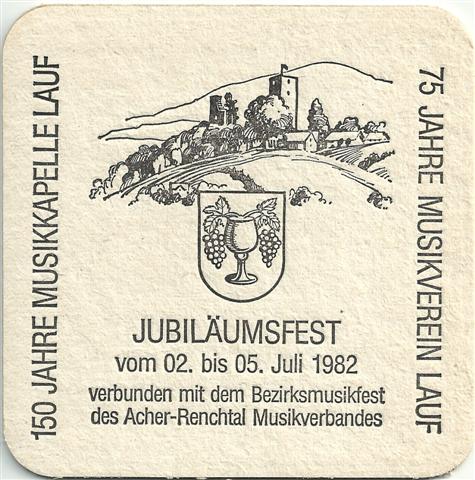 150 JAHRE MUSIKKAPELLE LAUF
75 JAHRE MUSIKVEREIN LAUF
JUBILÄUMSFEST
vom 02. bis 05. Juli 1982
verbunden mit dem Bezirksmusikfest
des Acher-Renchtal Musikverbandes